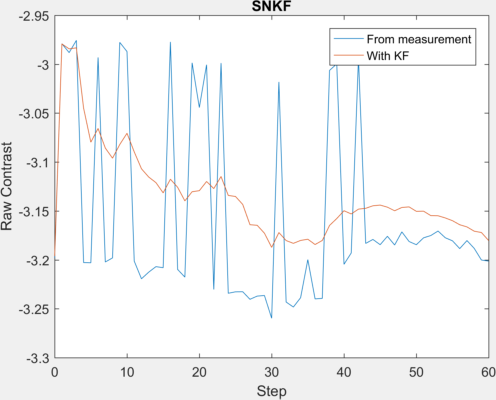 SNKF
From measurement
With KF
Raw Contrast
-2.95
-3
-3.05
-3.1
-3.15
-3.2
-3.25
-3.3
0 10 20 30 40 50 60
Step